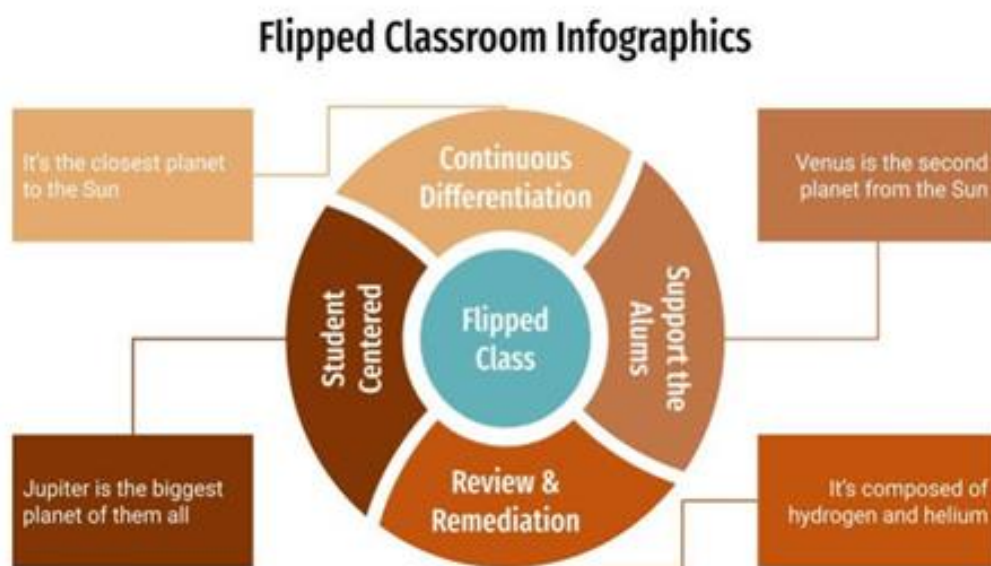 Flipped Classroom Infographics
It's the closest planet
to the Sun
Continuous
Differentiation
Venus is the second
planet from the Sun
Student
Centered
Flipped
Class
Support the
Alums
Jupiter is the biggest
planet of them all
Review &
Remediation
It's composed of
hydrogen and helium